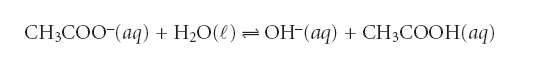 CH₃COO⁻(aq) + H₂O(ℓ) ⇌ OH⁻(aq) + CH₃COOH(aq)